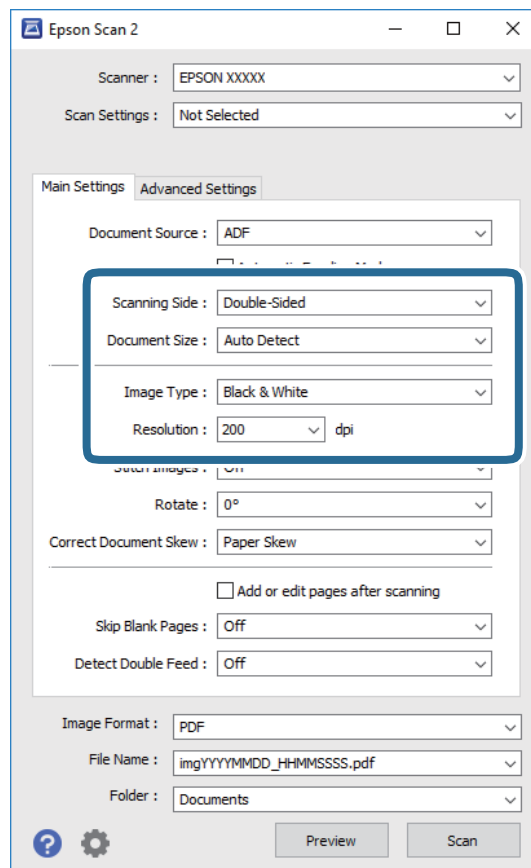 Epson Scan 2
Scanner : EPSON XXXXX
Scan Settings : Not Selected
Main Settings Advanced Settings
Document Source : ADF
Scanning Side : Double-Sided
Document Size : Auto Detect
Image Type : Black & White
Resolution : 200 dpi
Stitch Images : Off
Rotate : 0°
Correct Document Skew : Paper Skew
Add or edit pages after scanning
Skip Blank Pages : Off
Detect Double Feed : Off
Image Format : PDF
File Name : imgYYYYMMDD_HHMMSSSS.pdf
Folder : Documents
? Preview Scan